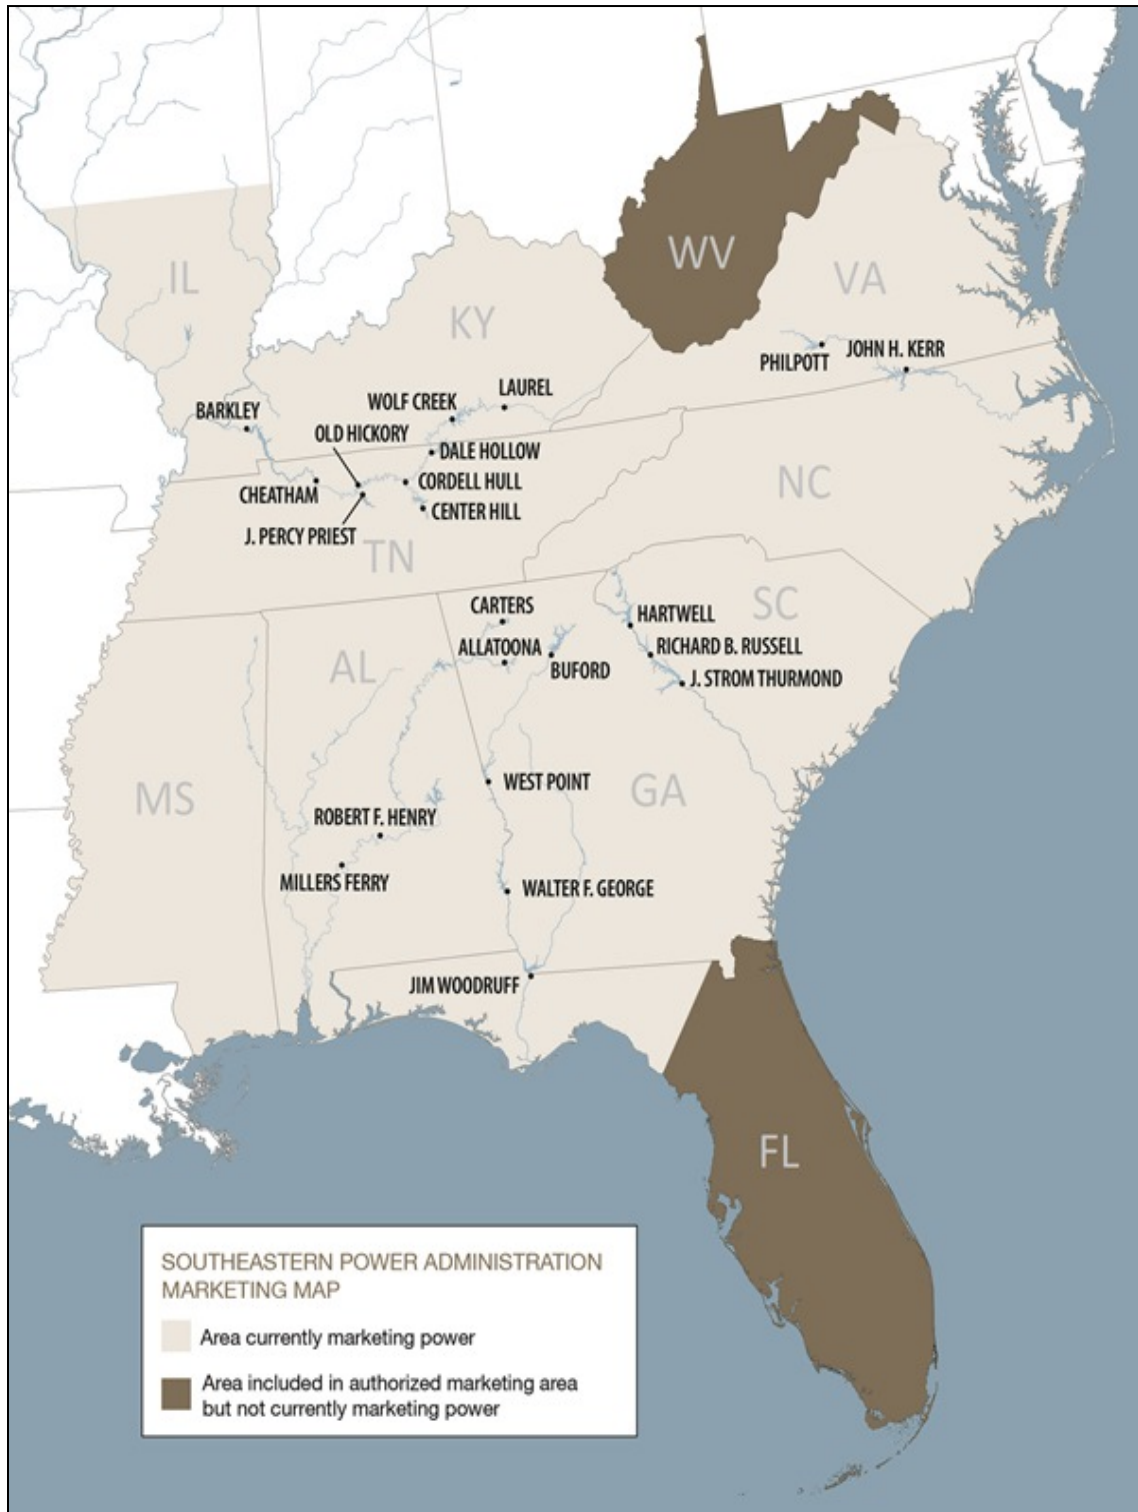 WV
IL
VA
KY
PHILPOTT
JOHN H. KERR
LAUREL
WOLF CREEK
BARKLEY
OLD HICKORY
DALE HOLLOW
CORDELL HULL
CHEATHAM
CENTER HILL
NC
J. PERCY PRIEST
TN
CARTERS
SC
HARTWELL
ALLATOONA
RICHARD B. RUSSELL
AL
BUFORD
J. STROM THURMOND
WEST POINT
MS
GA
ROBERT F. HENRY
MILLERS FERRY
WALTER F. GEORGE
JIM WOODRUFF
FL
SOUTHEASTERN POWER ADMINISTRATION
MARKETING MAP
Area currently marketing power
Area included in authorized marketing area
but not currently marketing power